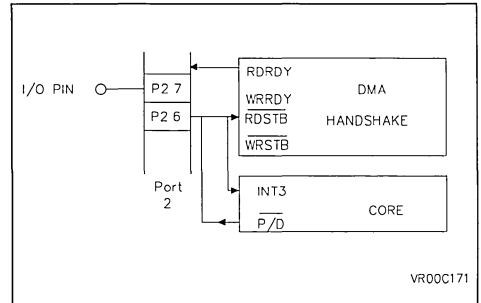 I/O PIN
P2 7
P2 6
Port
2
RDRDY
WRRDY
RDSTB
WRSTB
DMA
HANDSHAKE
INT3
P/D
CORE
VR00C171